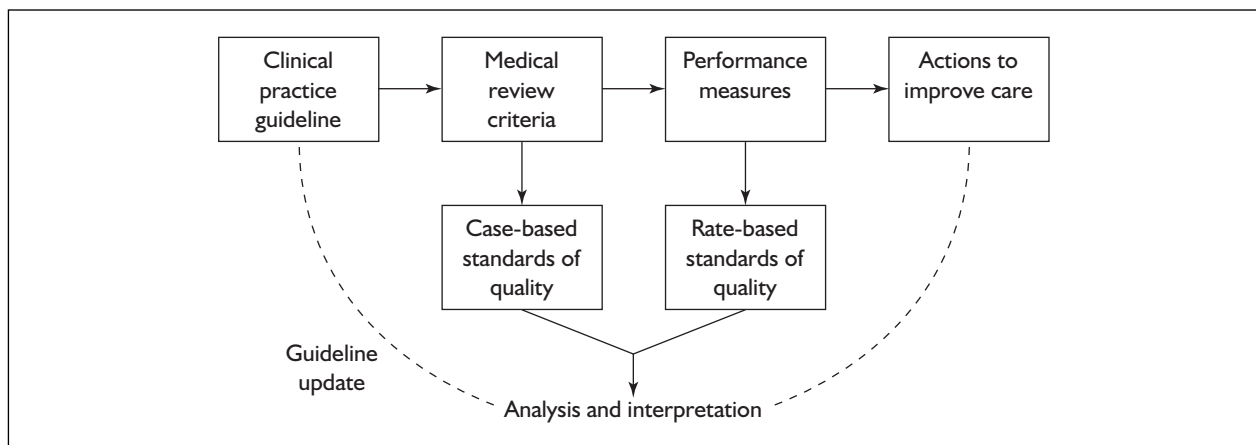 Clinical
practice
guideline
Medical
review
criteria
Performance
measures
Actions to
improve care
Case-based
standards of
quality
Rate-based
standards of
quality
Guideline
update
Analysis and interpretation